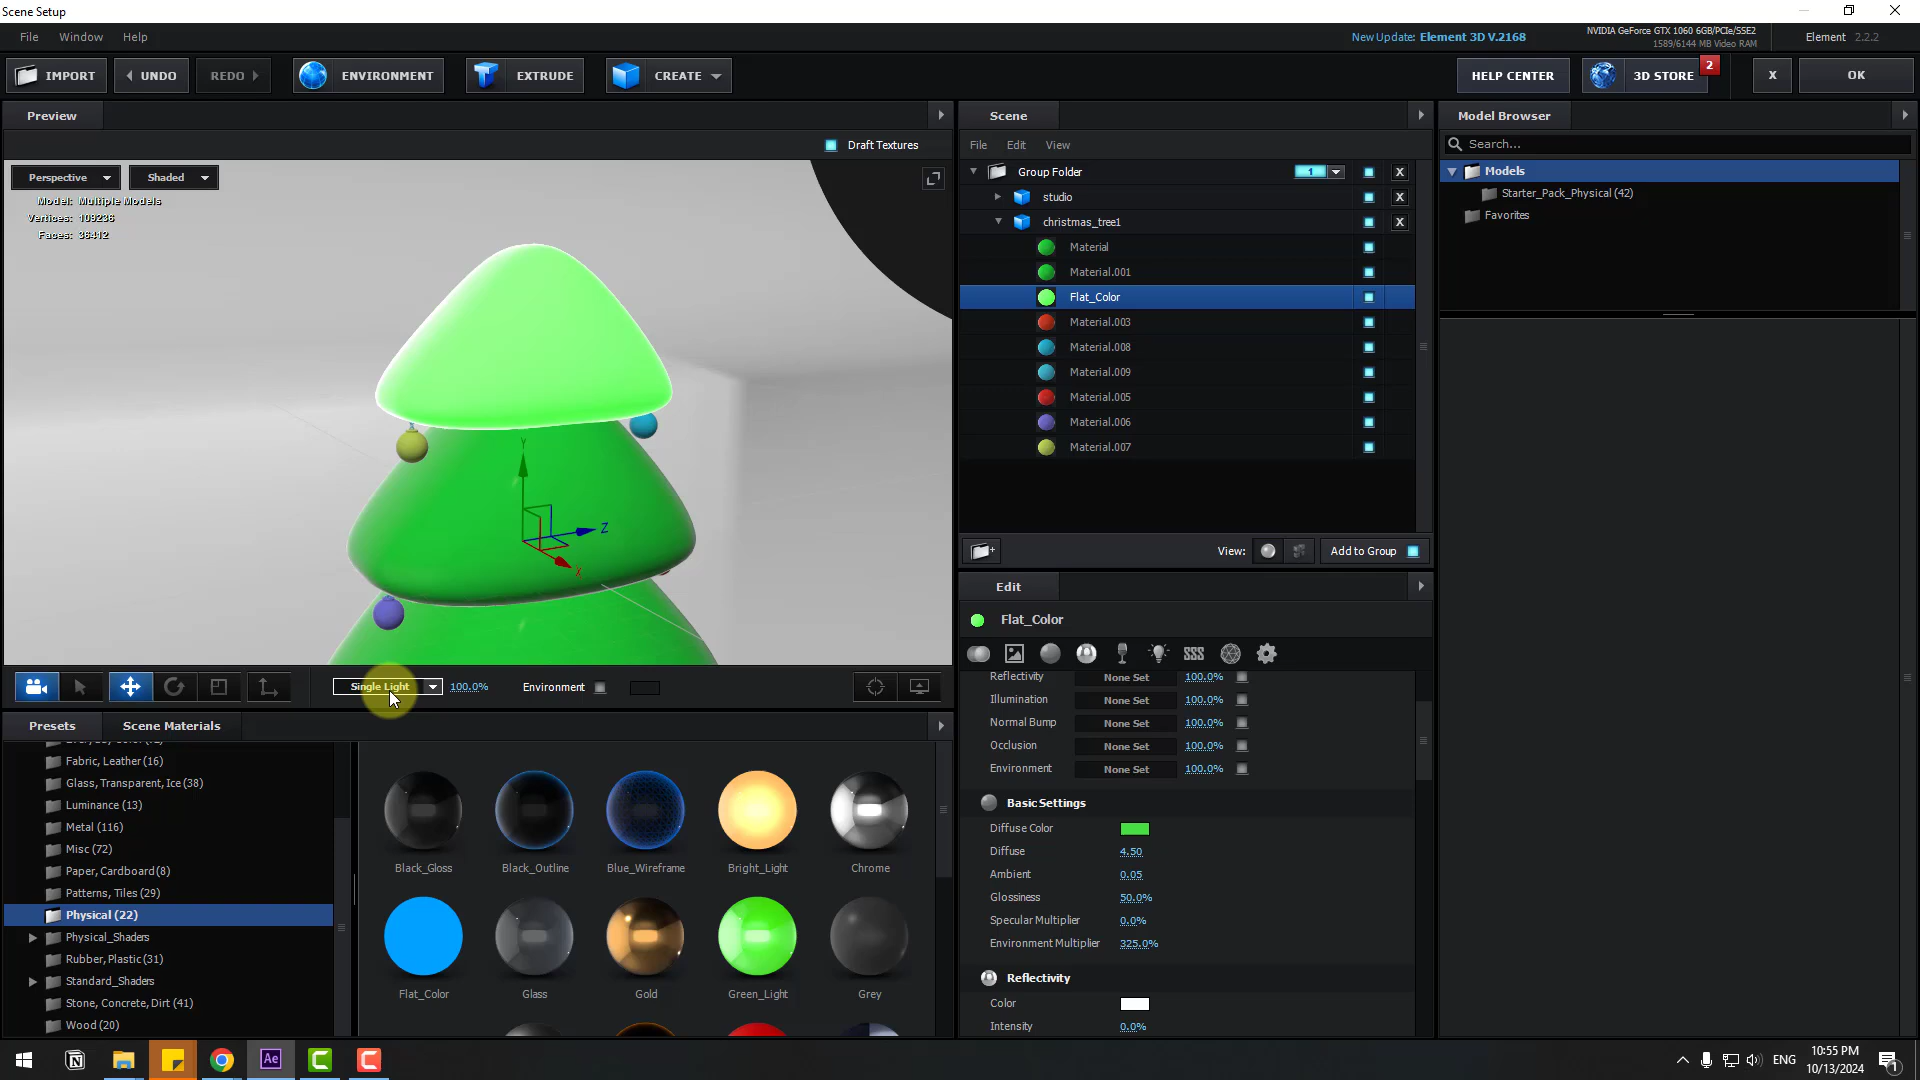 Scene Setup
File Window Help
New Update: Element 3D V.2168
NVIDIA GeForce GTX 1060 6GB/PCIe/SSE2
1589/6144 MB Video RAM
Element 2.2.2
IMPORT
UNDO
REDO
ENVIRONMENT
EXTRUDE
CREATE
HELP CENTER
3D STORE
2
X
OK
Preview
Draft Textures
Perspective
Shaded
Model: Multiple Models
Vertices: 109236
Faces: 36412
Y
Z
X
Single Light
100.0%
Environment
Scene
File Edit View
Group Folder
1
X
studio
X
christmas_tree1
X
Material
Material.001
Flat_Color
Material.003
Material.008
Material.009
Material.005
Material.006
Material.007
View:
Add to Group
Model Browser
Search...
Models
Starter_Pack_Physical (42)
Favorites
Edit
Flat_Color
Reflectivity None Set 100.0%
Illumination None Set 100.0%
Normal Bump None Set 100.0%
Occlusion None Set 100.0%
Environment None Set 100.0%
Basic Settings
Diffuse Color
Diffuse 4.50
Ambient 0.05
Glossiness 50.0%
Specular Multiplier 0.0%
Environment Multiplier 325.0%
Reflectivity
Color
Intensity 0.0%
Presets
Scene Materials
Fabric, Leather (16)
Glass, Transparent, Ice (38)
Luminance (13)
Metal (116)
Misc (72)
Paper, Cardboard (8)
Patterns, Tiles (29)
Physical (22)
Physical_Shaders
Rubber, Plastic (31)
Standard_Shaders
Stone, Concrete, Dirt (41)
Wood (20)
Black_Gloss
Black_Outline
Blue_Wireframe
Bright_Light
Chrome
Flat_Color
Glass
Gold
Green_Light
Grey
Ae
ENG
10:55 PM
10/13/2024
1